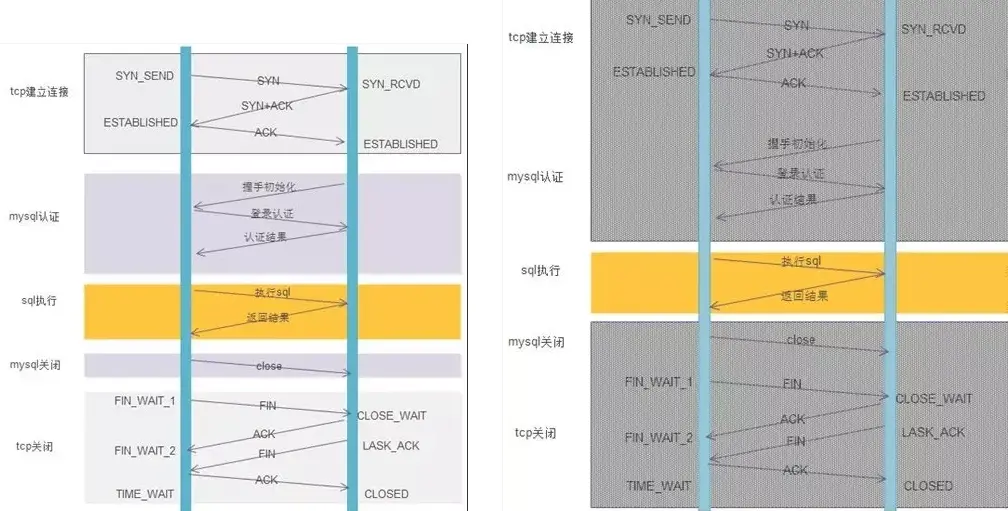 SYN_SEND
SYN
SYN_RCVD
tcp建立连接
SYN+ACK
ESTABLISHED
ACK
ESTABLISHED
握手初始化
mysql认证
登录认证
认证结果
执行sql
sql执行
返回结果
mysql关闭
close
FIN_WAIT_1
FIN
CLOSE_WAIT
ACK
tcp关闭
FIN_WAIT_2
FIN
LASK_ACK
ACK
TIME_WAIT
CLOSED
SYN_SEND
SYN
SYN_RCVD
tcp建立连接
SYN+ACK
ESTABLISHED
ACK
ESTABLISHED
握手初始化
mysql认证
登录认证
认证结果
执行sql
sql执行
返回结果
mysql关闭
close
FIN_WAIT_1
FIN
CLOSE_WAIT
ACK
tcp关闭
FIN_WAIT_2
FIN
LASK_ACK
ACK
TIME_WAIT
CLOSED